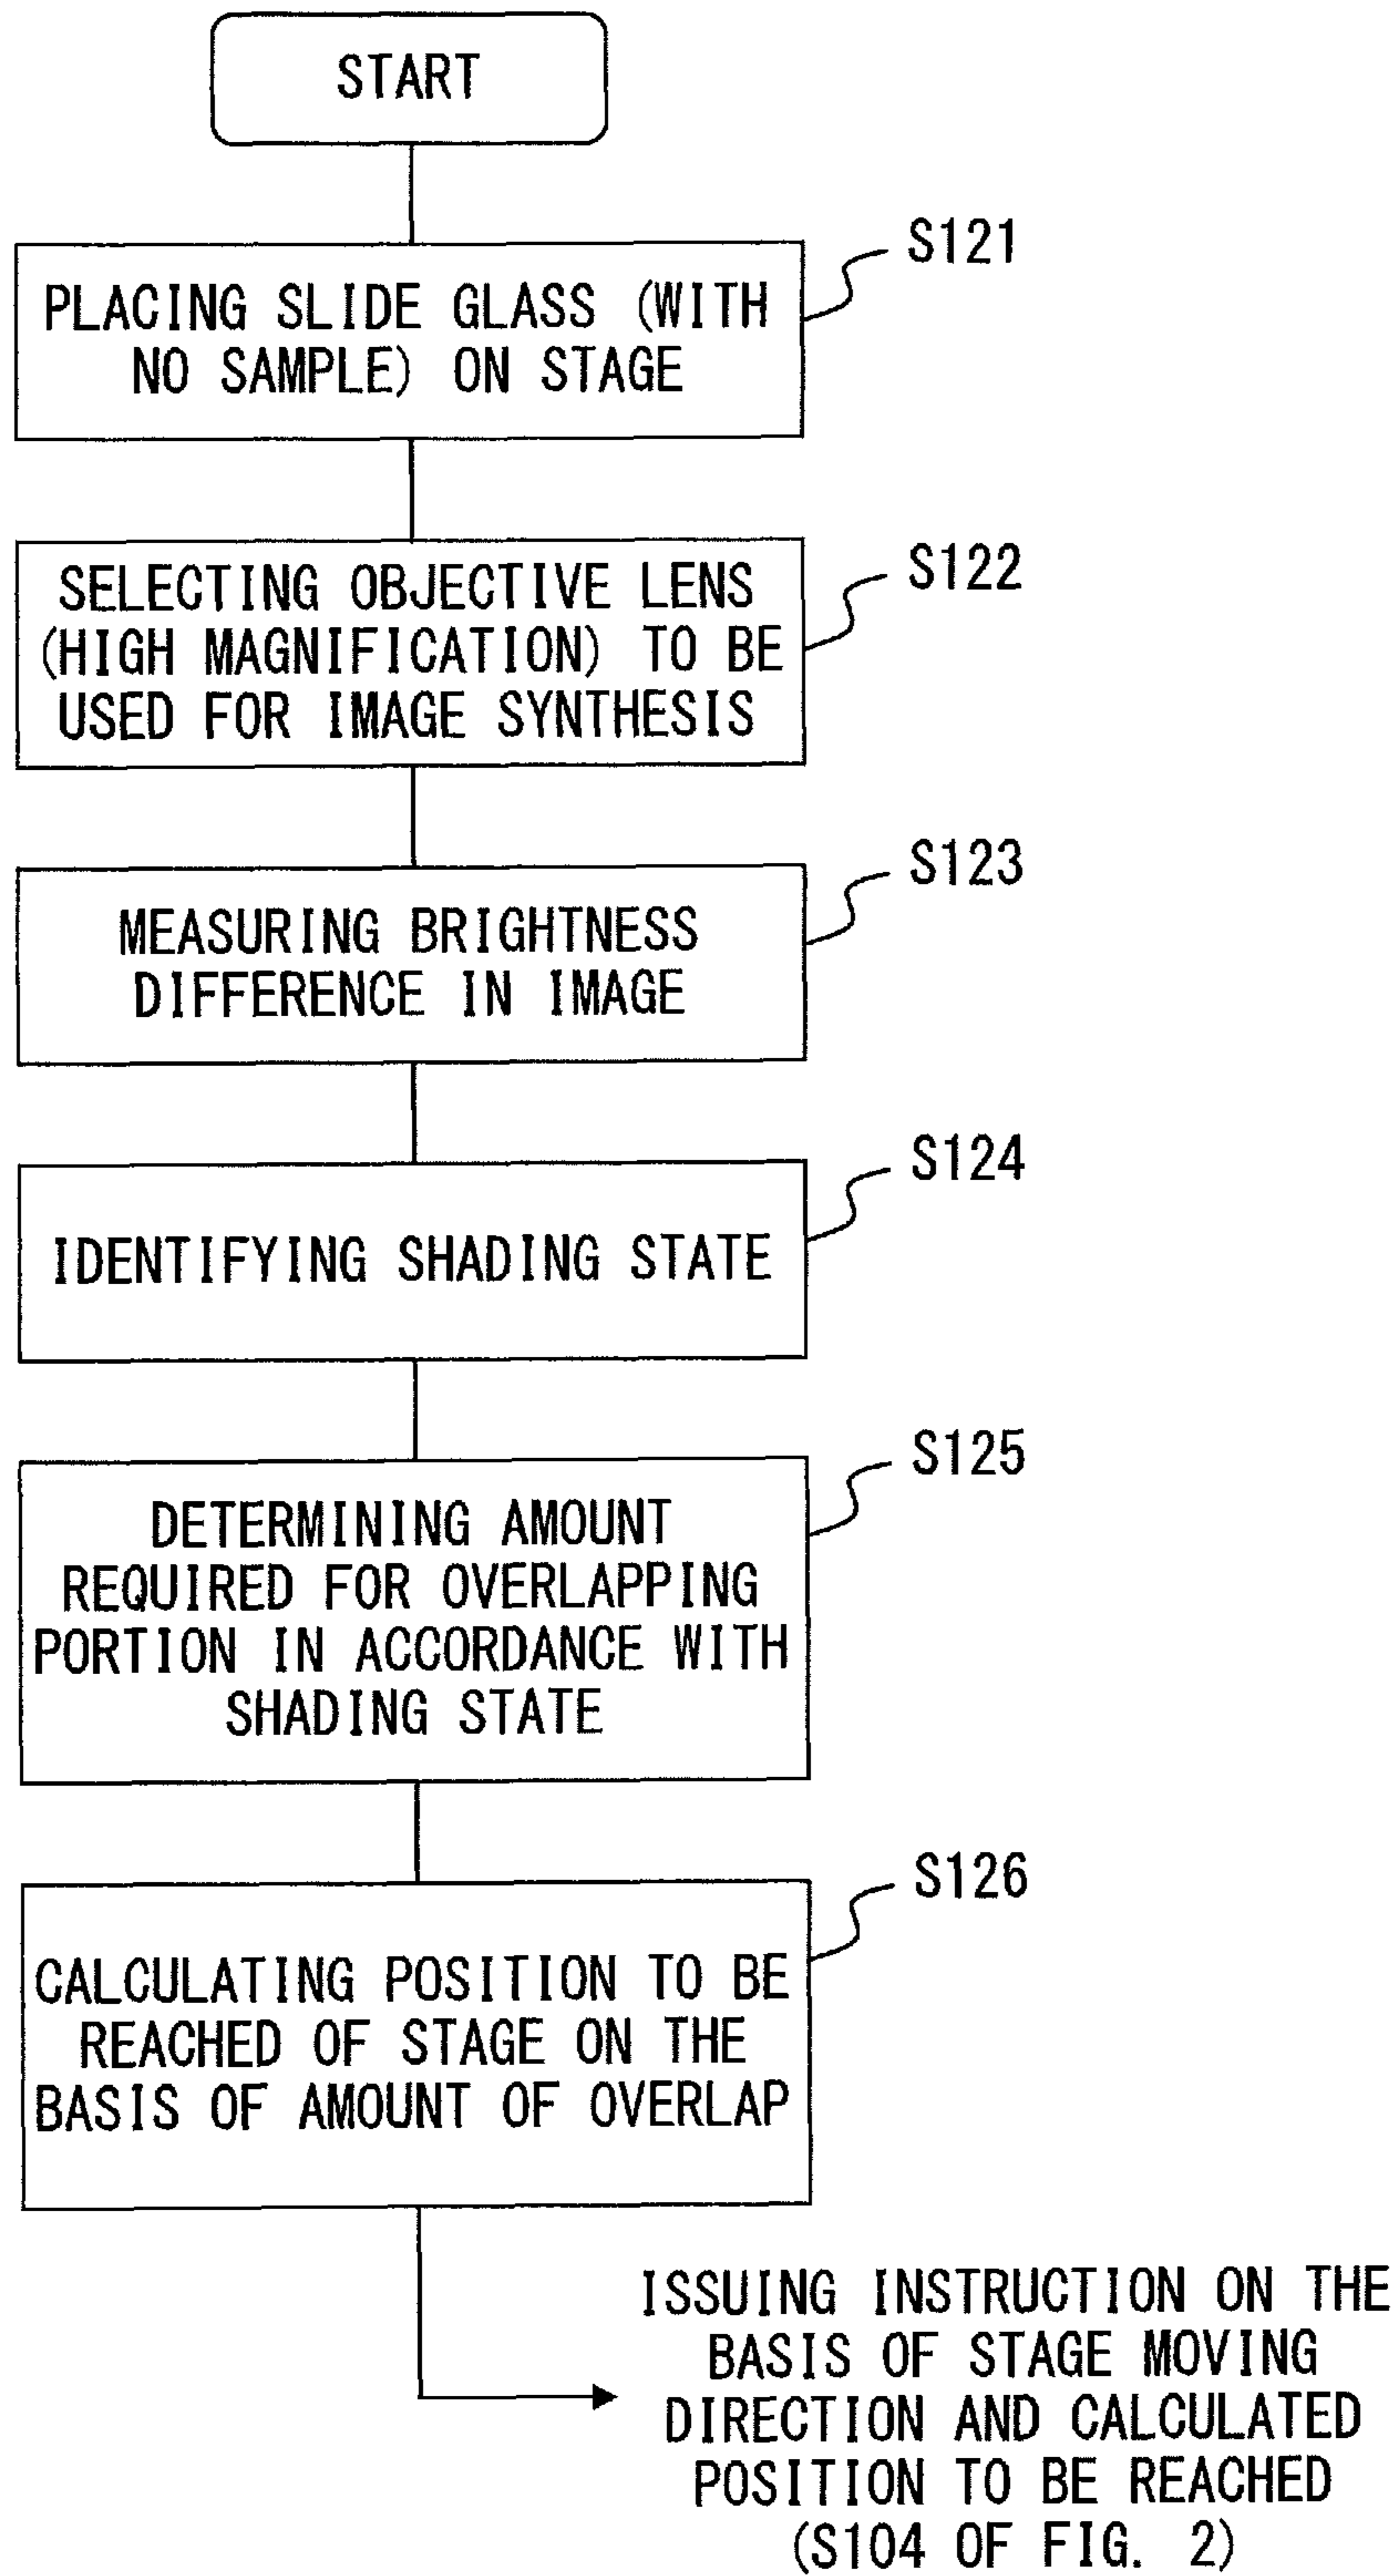 START
S121
PLACING SLIDE GLASS (WITH
NO SAMPLE) ON STAGE
S122
SELECTING OBJECTIVE LENS
(HIGH MAGNIFICATION) TO BE
USED FOR IMAGE SYNTHESIS
S123
MEASURING BRIGHTNESS
DIFFERENCE IN IMAGE
S124
IDENTIFYING SHADING STATE
S125
DETERMINING AMOUNT
REQUIRED FOR OVERLAPPING
PORTION IN ACCORDANCE WITH
SHADING STATE
S126
CALCULATING POSITION TO BE
REACHED OF STAGE ON THE
BASIS OF AMOUNT OF OVERLAP
ISSUING INSTRUCTION ON THE
BASIS OF STAGE MOVING
DIRECTION AND CALCULATED
POSITION TO BE REACHED
(S104 OF FIG. 2)